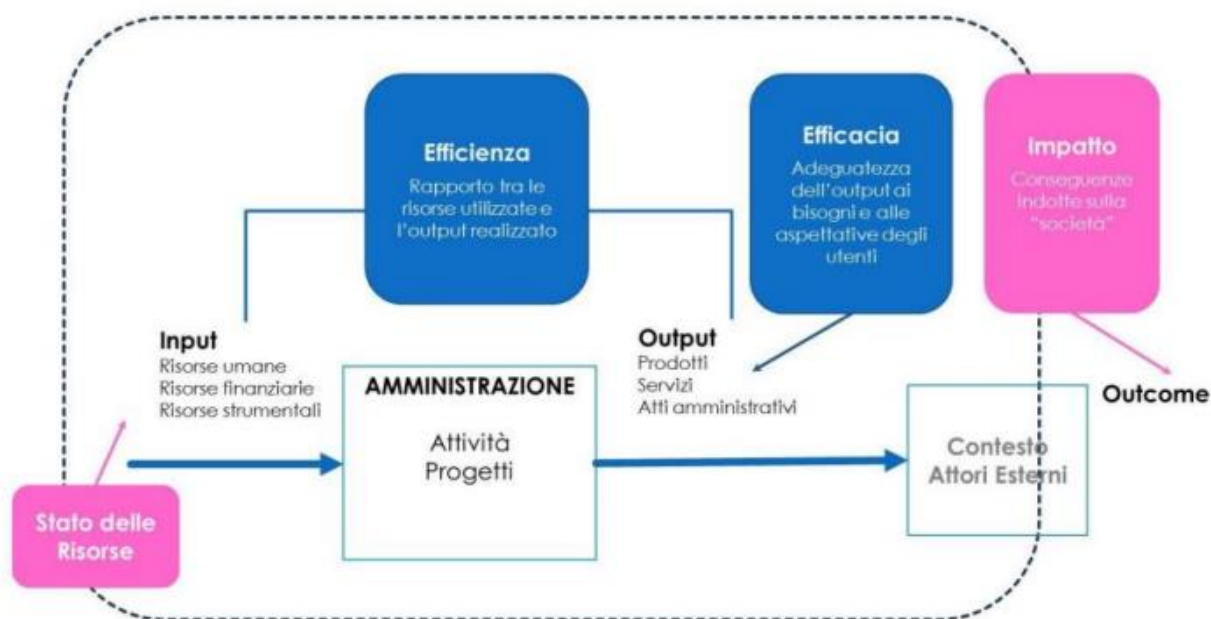 Efficienza
Rapporto tra le
risorse utilizzate e
l'output realizzato
Efficacia
Adeguatezza
dell'output ai
bisogni e alle
aspettative degli
utenti
Impatto
Conseguenze
indotte sulla
"società"
Input
Risorse umane
Risorse finanziarie
Risorse strumentali
AMMINISTRAZIONE
Attività
Progetti
Output
Prodotti
Servizi
Atti amministrativi
Outcome
Contesto
Attori Esterni
Stato delle
Risorse